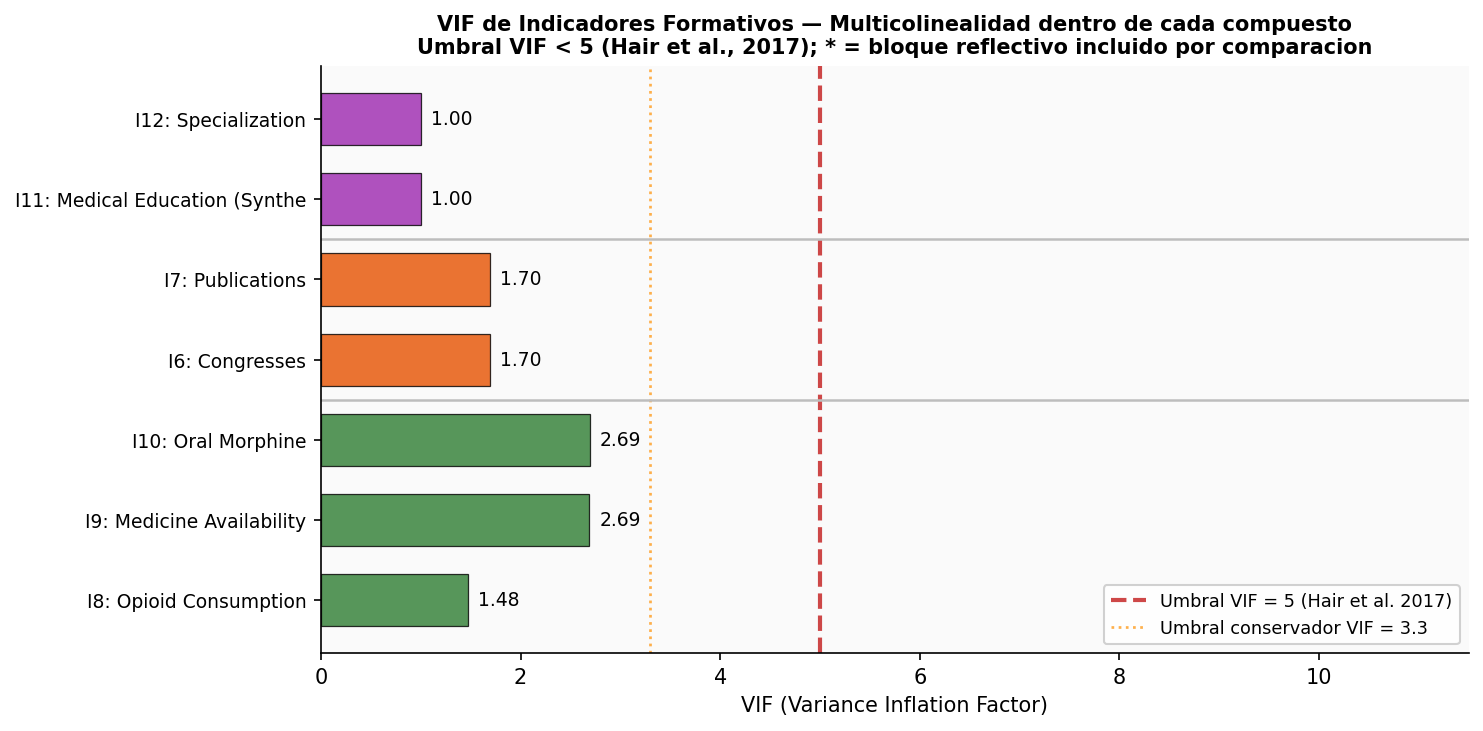 VIF de Indicadores Formativos — Multicolinealidad dentro de cada compuesto
Umbral VIF < 5 (Hair et al., 2017); * = bloque reflectivo incluido por comparacion
I12: Specialization
1.00
I11: Medical Education (Synthe
1.00
I7: Publications
1.70
I6: Congresses
1.70
I10: Oral Morphine
2.69
I9: Medicine Availability
2.69
I8: Opioid Consumption
1.48
Umbral VIF = 5 (Hair et al. 2017)
Umbral conservador VIF = 3.3
0 2 4 6 8 10
VIF (Variance Inflation Factor)